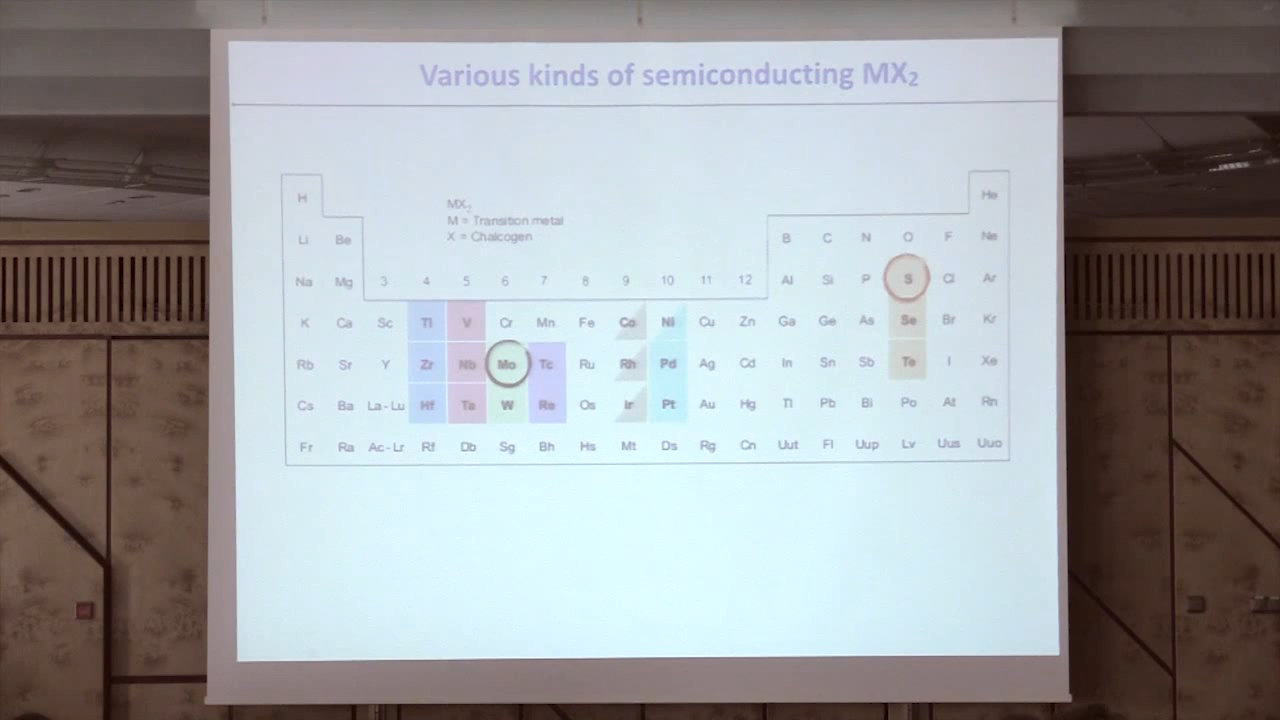 Various kinds of semiconducting MX₂
H He
MX₂
M = Transition metal
X = Chalcogen
Li Be B C N O F Ne
Na Mg 3 4 5 6 7 8 9 10 11 12 Al Si P S Cl Ar
K Ca Sc Ti V Cr Mn Fe Co Ni Cu Zn Ga Ge As Se Br Kr
Rb Sr Y Zr Nb Mo Tc Ru Rh Pd Ag Cd In Sn Sb Te I Xe
Cs Ba La-Lu Hf Ta W Re Os Ir Pt Au Hg Tl Pb Bi Po At Rn
Fr Ra Ac-Lr Rf Db Sg Bh Hs Mt Ds Rg Cn Uut Fl Uup Lv Uus Uuo